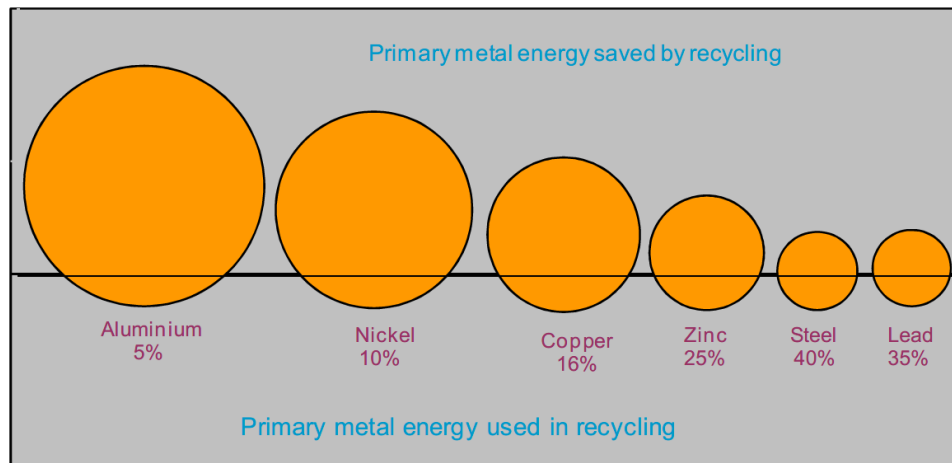 Primary metal energy saved by recycling
Aluminium
5%
Nickel
10%
Copper
16%
Zinc
25%
Steel
40%
Lead
35%
Primary metal energy used in recycling